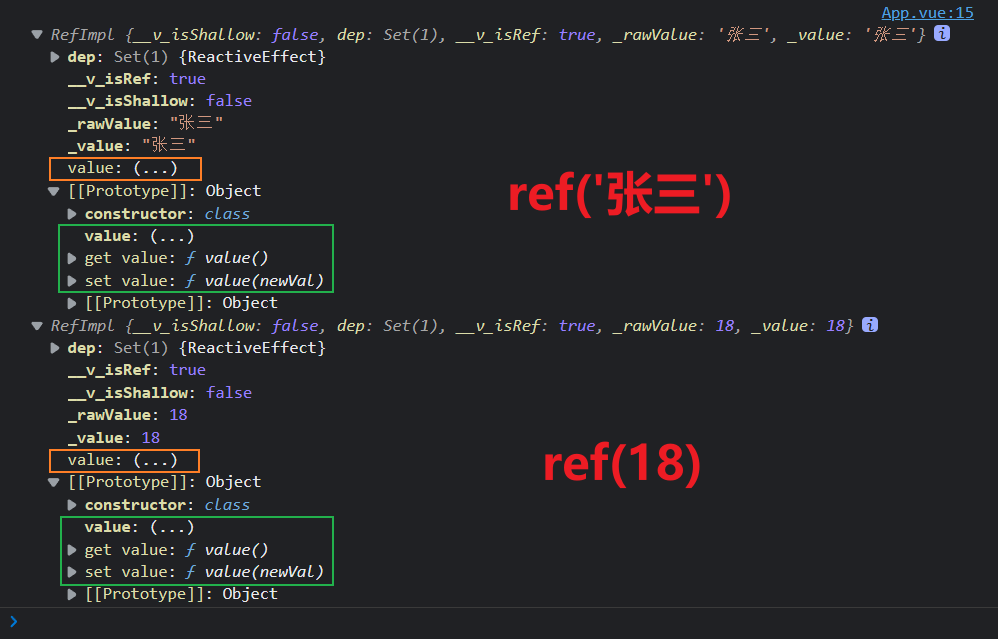 App.vue:15
▼ RefImpl {__v_isShallow: false, dep: Set(1), __v_isRef: true, _rawValue: '张三', _value: '张三'} i
▶ dep: Set(1) {ReactiveEffect}
__v_isRef: true
__v_isShallow: false
_rawValue: "张三"
_value: "张三"
value: (...)
▼ [[Prototype]]: Object
▶ constructor: class
value: (...)
▶ get value: ƒ value()
▶ set value: ƒ value(newVal)
▶ [[Prototype]]: Object
ref('张三')
▼ RefImpl {__v_isShallow: false, dep: Set(1), __v_isRef: true, _rawValue: 18, _value: 18} i
▶ dep: Set(1) {ReactiveEffect}
__v_isRef: true
__v_isShallow: false
_rawValue: 18
_value: 18
value: (...)
▼ [[Prototype]]: Object
▶ constructor: class
value: (...)
▶ get value: ƒ value()
▶ set value: ƒ value(newVal)
▶ [[Prototype]]: Object
ref(18)